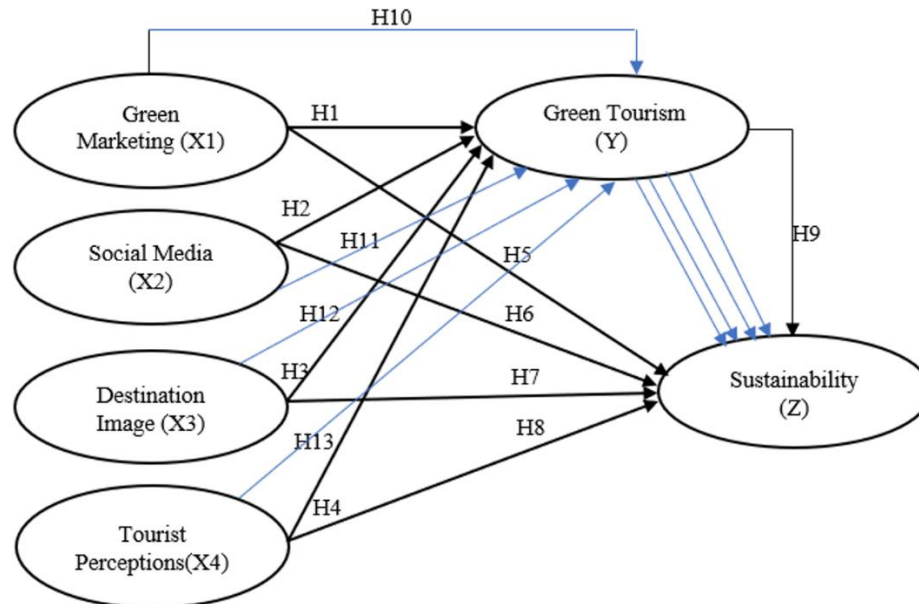 H10
Green
Marketing (X1)
H1
Green Tourism
(Y)
H2
Social Media
(X2)
H11
H5
H9
H12
H6
H3
H7
Destination
Image (X3)
Sustainability
(Z)
H13
H8
H4
Tourist
Perceptions(X4)